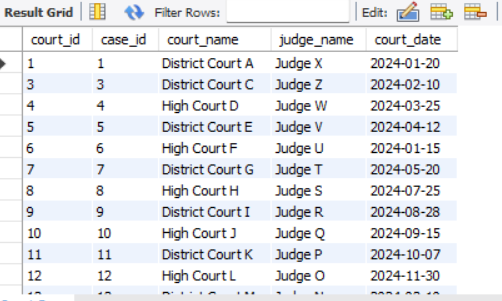 Result Grid Filter Rows: Edit:
court_id case_id court_name judge_name court_date
1 1 District Court A Judge X 2024-01-20
3 3 District Court C Judge Z 2024-02-10
4 4 High Court D Judge W 2024-03-25
5 5 District Court E Judge V 2024-04-12
6 6 High Court F Judge U 2024-01-15
7 7 District Court G Judge T 2024-05-20
8 8 High Court H Judge S 2024-07-25
9 9 District Court I Judge R 2024-08-28
10 10 High Court J Judge Q 2024-09-15
11 11 District Court K Judge P 2024-10-07
12 12 High Court L Judge O 2024-11-30